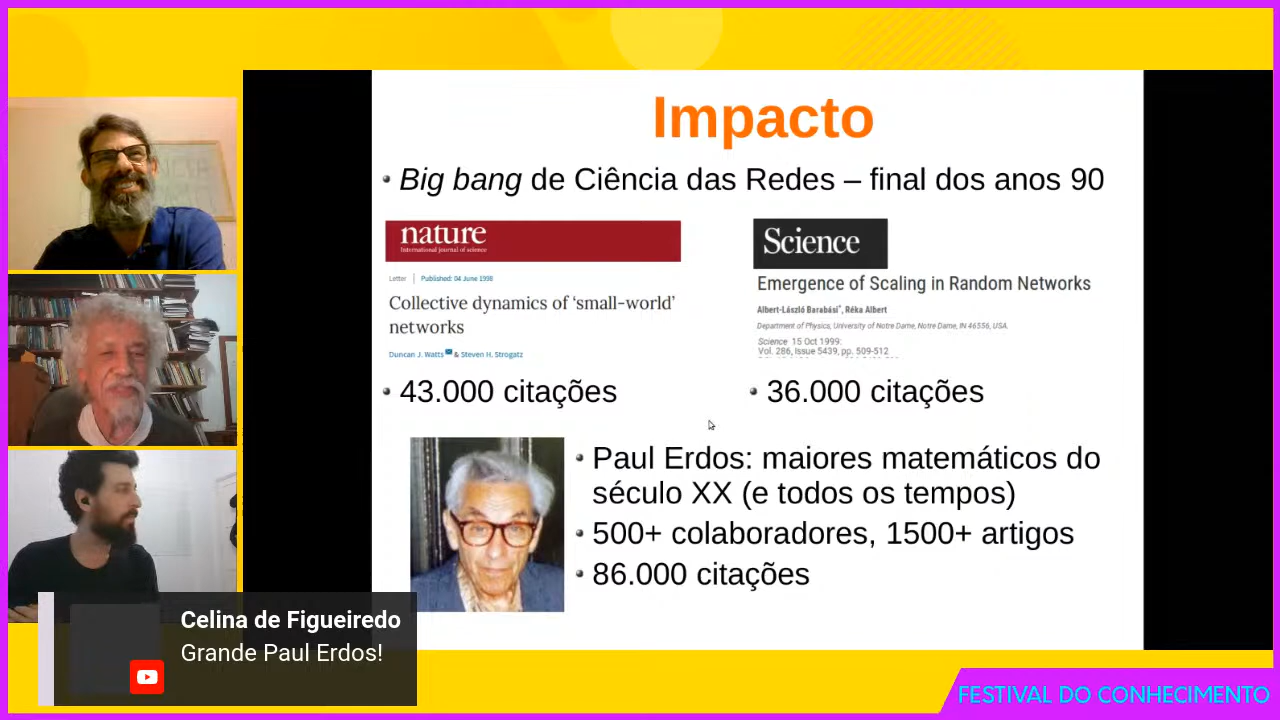 Impacto
Big bang de Ciência das Redes – final dos anos 90
nature
International journal of science
Letter | Published: 04 June 1998
Collective dynamics of ‘small-world’
networks
Duncan J. Watts & Steven H. Strogatz
Science
Emergence of Scaling in Random Networks
Albert-László Barabási*, Réka Albert
Department of Physics, University of Notre Dame, Notre Dame, IN 46556, USA.
Science 15 Oct 1999:
Vol. 286, Issue 5439, pp. 509-512
43.000 citações
36.000 citações
Paul Erdos: maiores matemáticos do
século XX (e todos os tempos)
500+ colaboradores, 1500+ artigos
86.000 citações
Celina de Figueiredo
Grande Paul Erdos!
FESTIVAL DO CONHECIMENTO